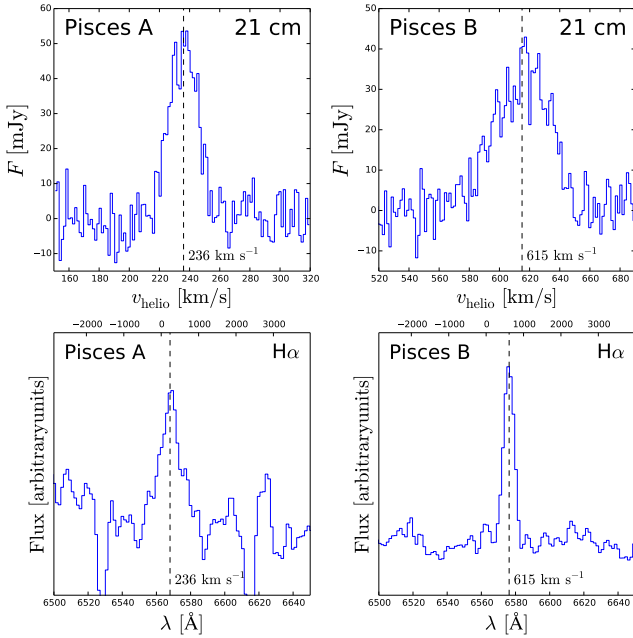 Pisces A 21 cm
60
50
40
30
20
10
0
−10
F [mJy]
236 km s⁻¹
160 180 200 220 240 260 280 300 320
v_helio [km/s]
Pisces B 21 cm
50
40
30
20
10
0
−10
F [mJy]
615 km s⁻¹
520 540 560 580 600 620 640 660 680
v_helio [km/s]
−2000 −1000 0 1000 2000 3000
Pisces A Hα
Flux [arbitraryunits]
236 km s⁻¹
6500 6520 6540 6560 6580 6600 6620 6640
λ [Å]
−2000 −1000 0 1000 2000 3000
Pisces B Hα
Flux [arbitraryunits]
615 km s⁻¹
6500 6520 6540 6560 6580 6600 6620 6640
λ [Å]